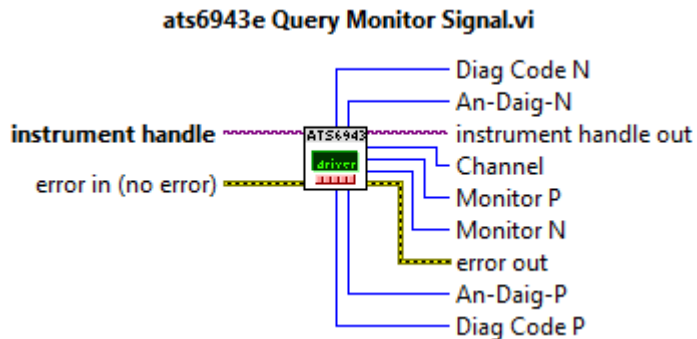 ats6943e Query Monitor Signal.vi
Diag Code N
An-Daig-N
instrument handle
ATS6943
instrument handle out
Channel
driver
error in (no error)
Monitor P
Monitor N
error out
An-Daig-P
Diag Code P